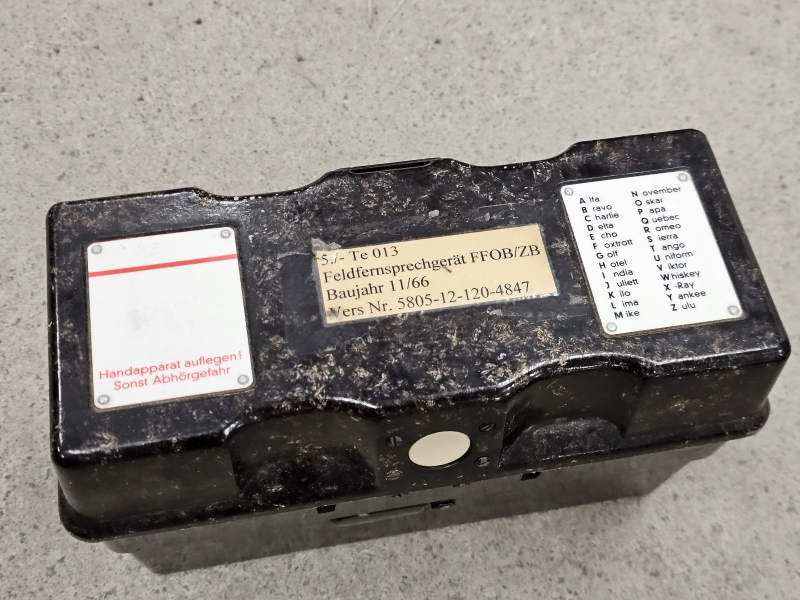 Handapparat auflegen!
Sonst Abhörgefahr
5./- Te 013
Feldfernsprechgerät FFOB/ZB
Baujahr 11/66
Vers Nr. 5805-12-120-4847
A lfa
B ravo
C harlie
D elta
E cho
F oxtrott
G olf
H otel
I ndia
J uliett
K ilo
L ima
M ike
N ovember
O skar
P apa
Q uebec
R omeo
S ierra
T ango
U niform
V iktor
W hiskey
X -Ray
Y ankee
Z ulu